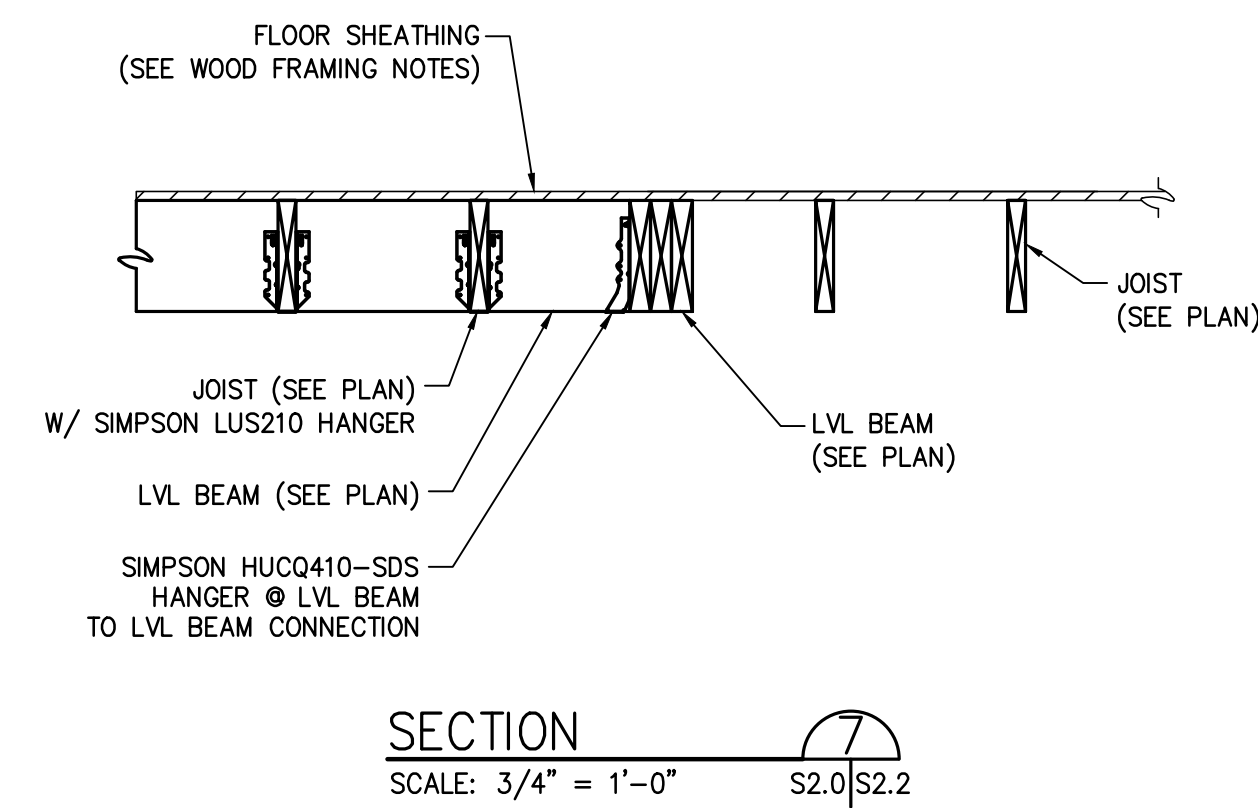 FLOOR SHEATHING
(SEE WOOD FRAMING NOTES)
JOIST
(SEE PLAN)
JOIST (SEE PLAN)
W/ SIMPSON LUS210 HANGER
LVL BEAM
(SEE PLAN)
LVL BEAM (SEE PLAN)
SIMPSON HUCQ410-SDS
HANGER @ LVL BEAM
TO LVL BEAM CONNECTION
SECTION
7
SCALE: 3/4" = 1'-0"
S2.0 S2.2